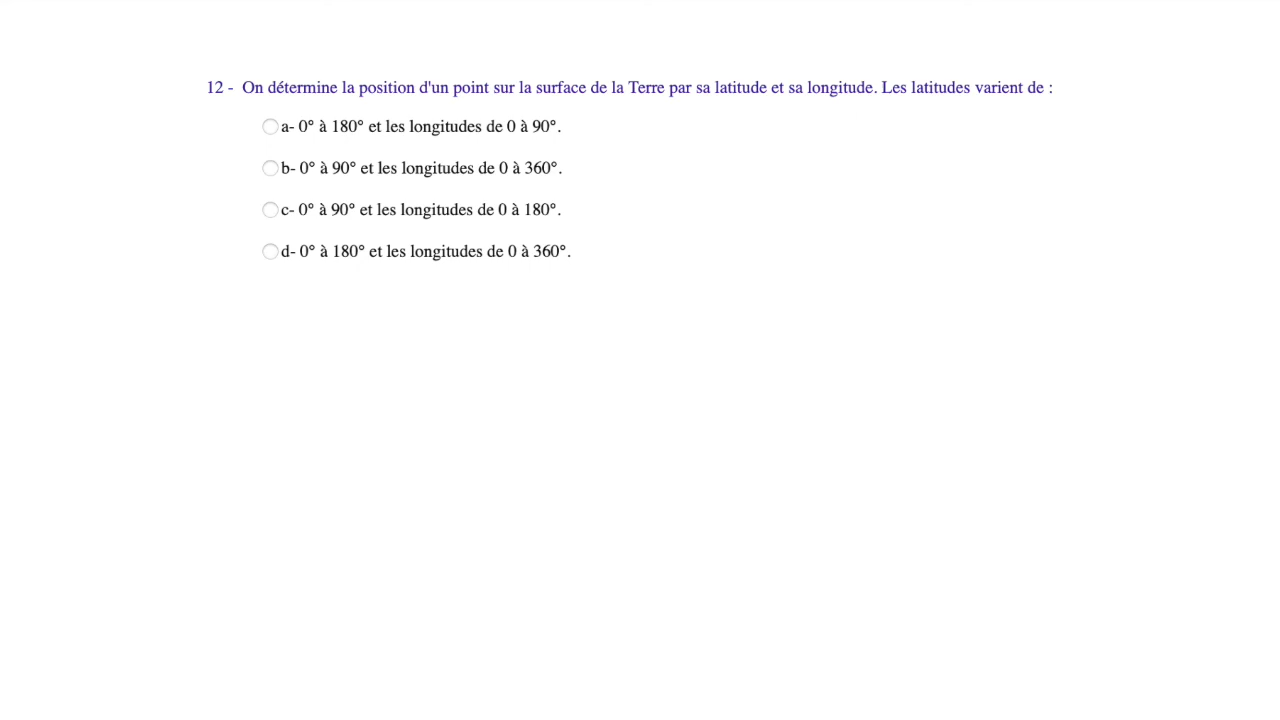 12 - On détermine la position d'un point sur la surface de la Terre par sa latitude et sa longitude. Les latitudes varient de :
a- 0° à 180° et les longitudes de 0 à 90°.
b- 0° à 90° et les longitudes de 0 à 360°.
c- 0° à 90° et les longitudes de 0 à 180°.
d- 0° à 180° et les longitudes de 0 à 360°.